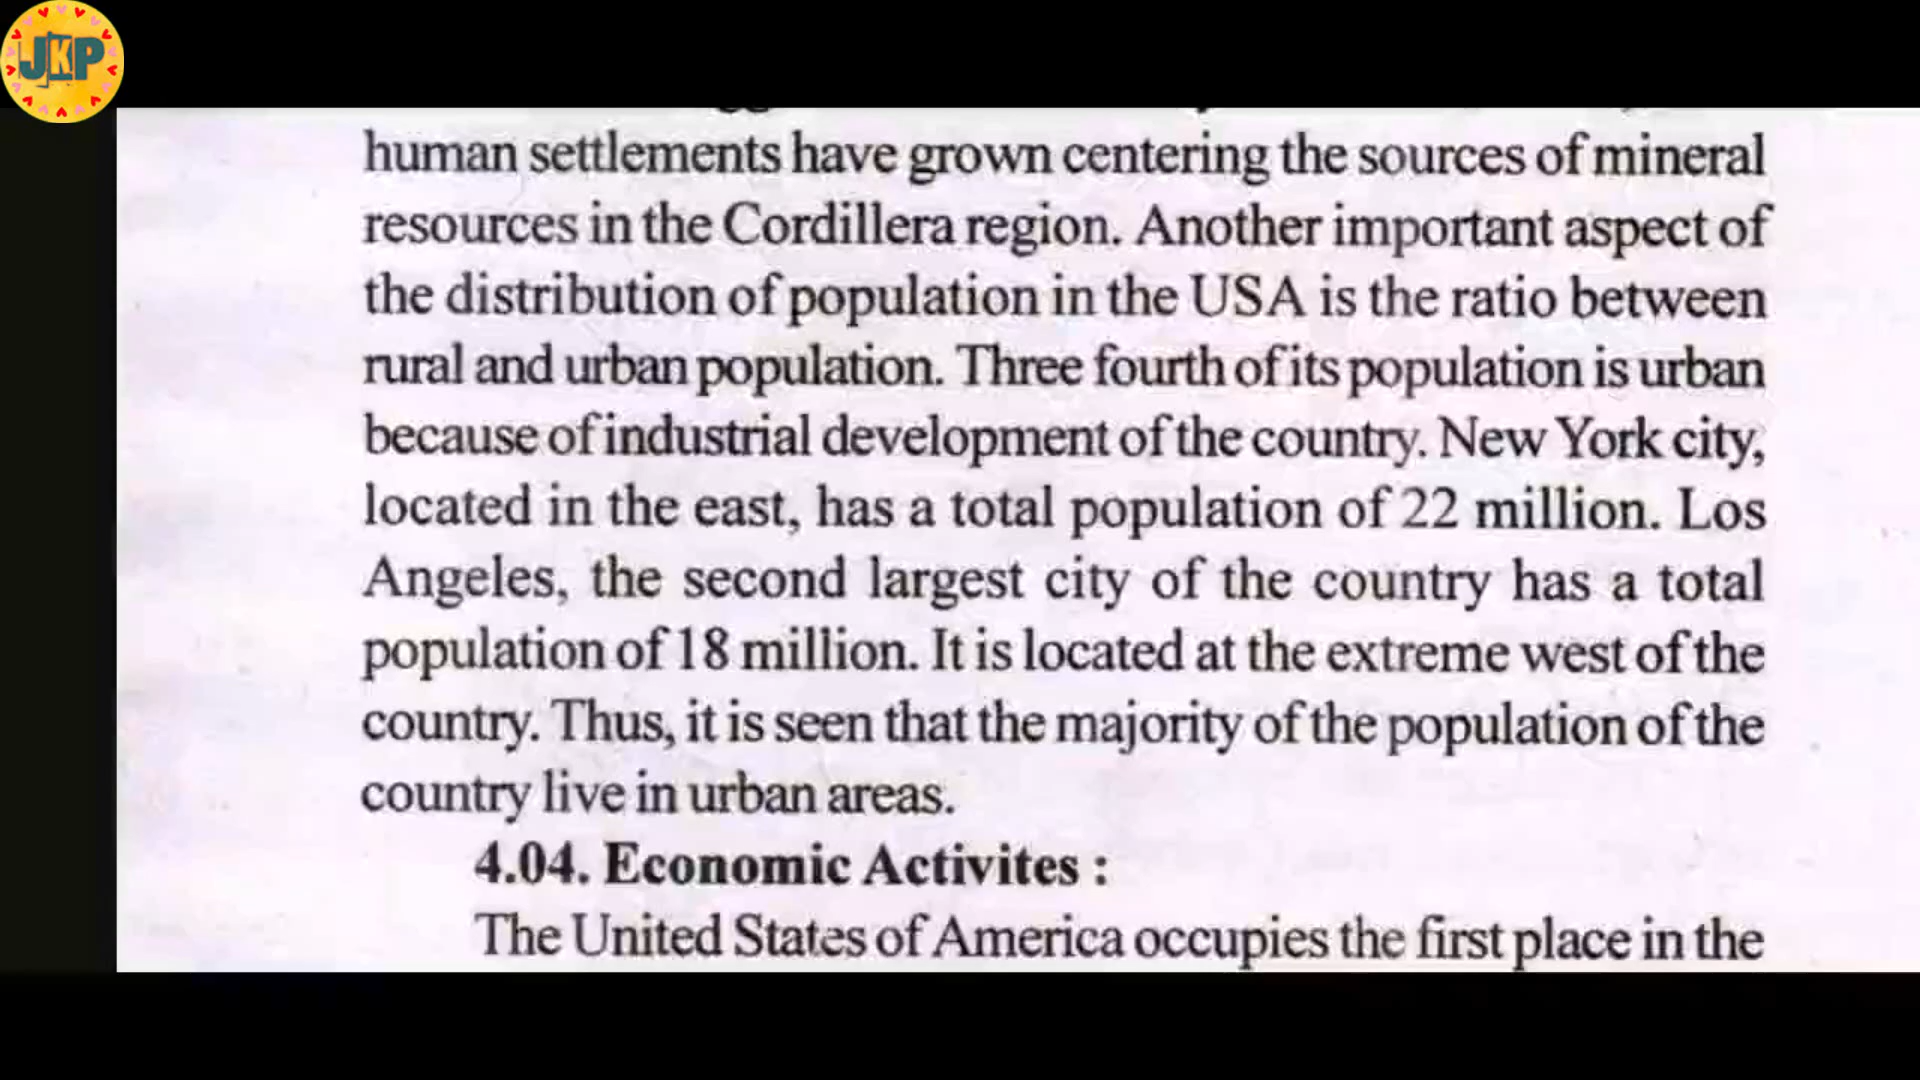 JKP
human settlements have grown centering the sources of mineral
resources in the Cordillera region. Another important aspect of
the distribution of population in the USA is the ratio between
rural and urban population. Three fourth of its population is urban
because of industrial development of the country. New York city,
located in the east, has a total population of 22 million. Los
Angeles, the second largest city of the country has a total
population of 18 million. It is located at the extreme west of the
country. Thus, it is seen that the majority of the population of the
country live in urban areas.
4.04. Economic Activites :
The United States of America occupies the first place in the